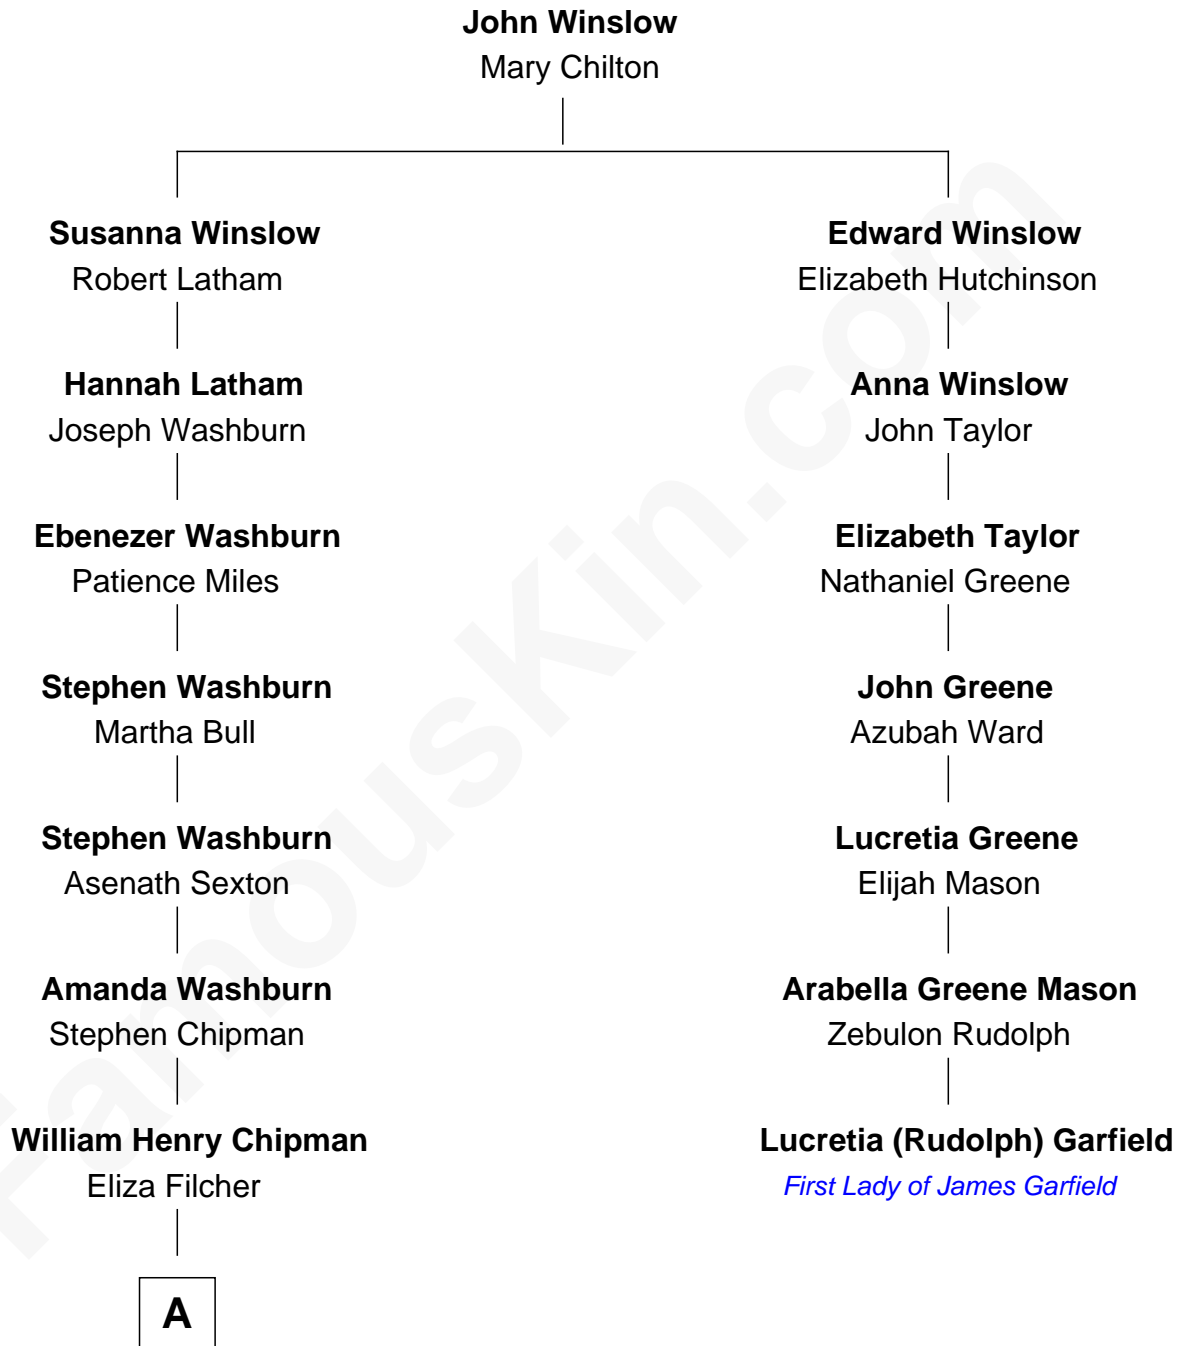 John Winslow
Mary Chilton
Susanna Winslow
Robert Latham
Edward Winslow
Elizabeth Hutchinson
Hannah Latham
Joseph Washburn
Anna Winslow
John Taylor
Ebenezer Washburn
Patience Miles
Elizabeth Taylor
Nathaniel Greene
Stephen Washburn
Martha Bull
John Greene
Azubah Ward
Stephen Washburn
Asenath Sexton
Lucretia Greene
Elijah Mason
Amanda Washburn
Stephen Chipman
Arabella Greene Mason
Zebulon Rudolph
William Henry Chipman
Eliza Filcher
Lucretia (Rudolph) Garfield
First Lady of James Garfield
A
FamousKin.com